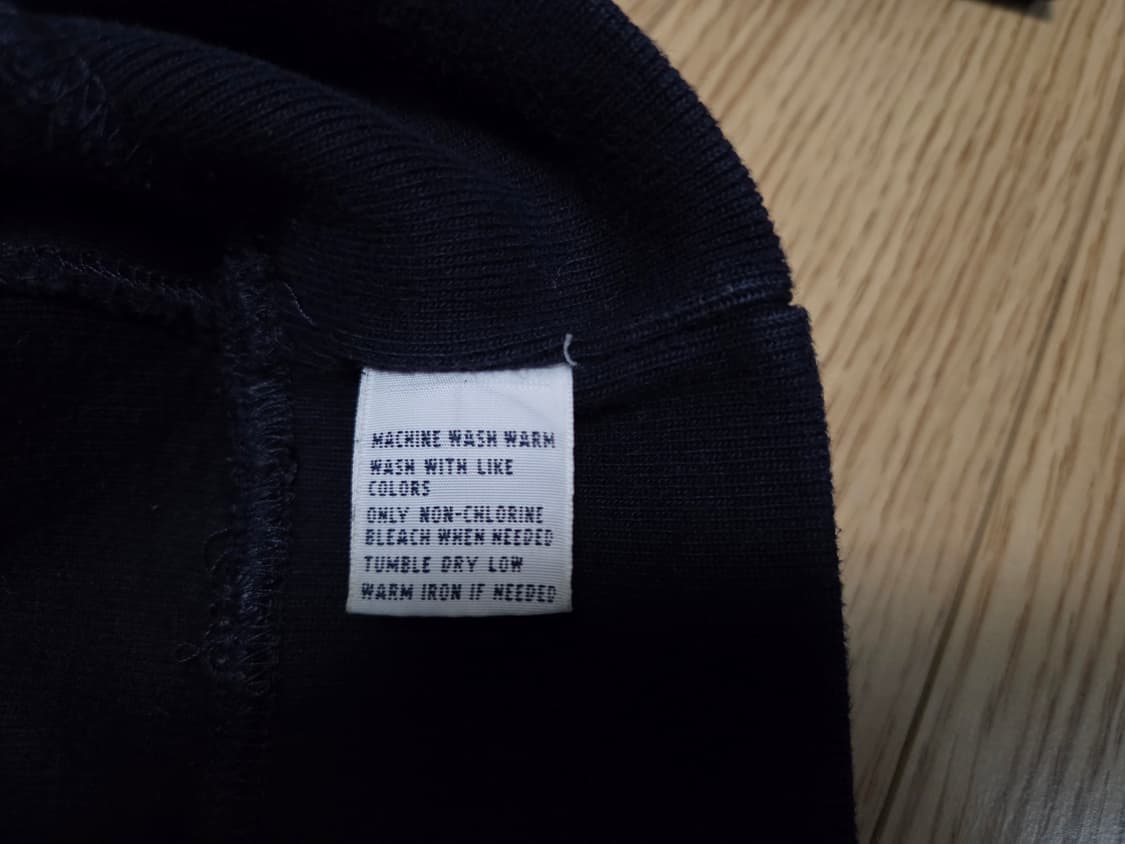 MACHINE WASH WARM
WASH WITH LIKE
COLORS
ONLY NON-CHLORINE
BLEACH WHEN NEEDED
TUMBLE DRY LOW
WARM IRON IF NEEDED